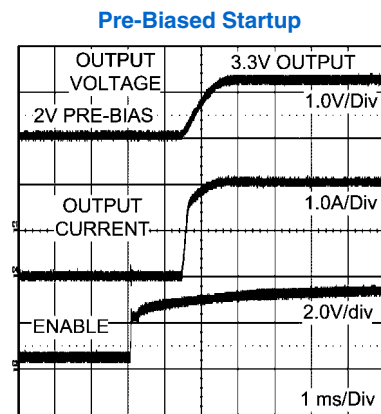 Pre-Biased Startup
OUTPUT
VOLTAGE
3.3V OUTPUT
1.0V/Div
2V PRE-BIAS
OUTPUT
CURRENT
1.0A/Div
ENABLE
2.0V/div
1 ms/Div